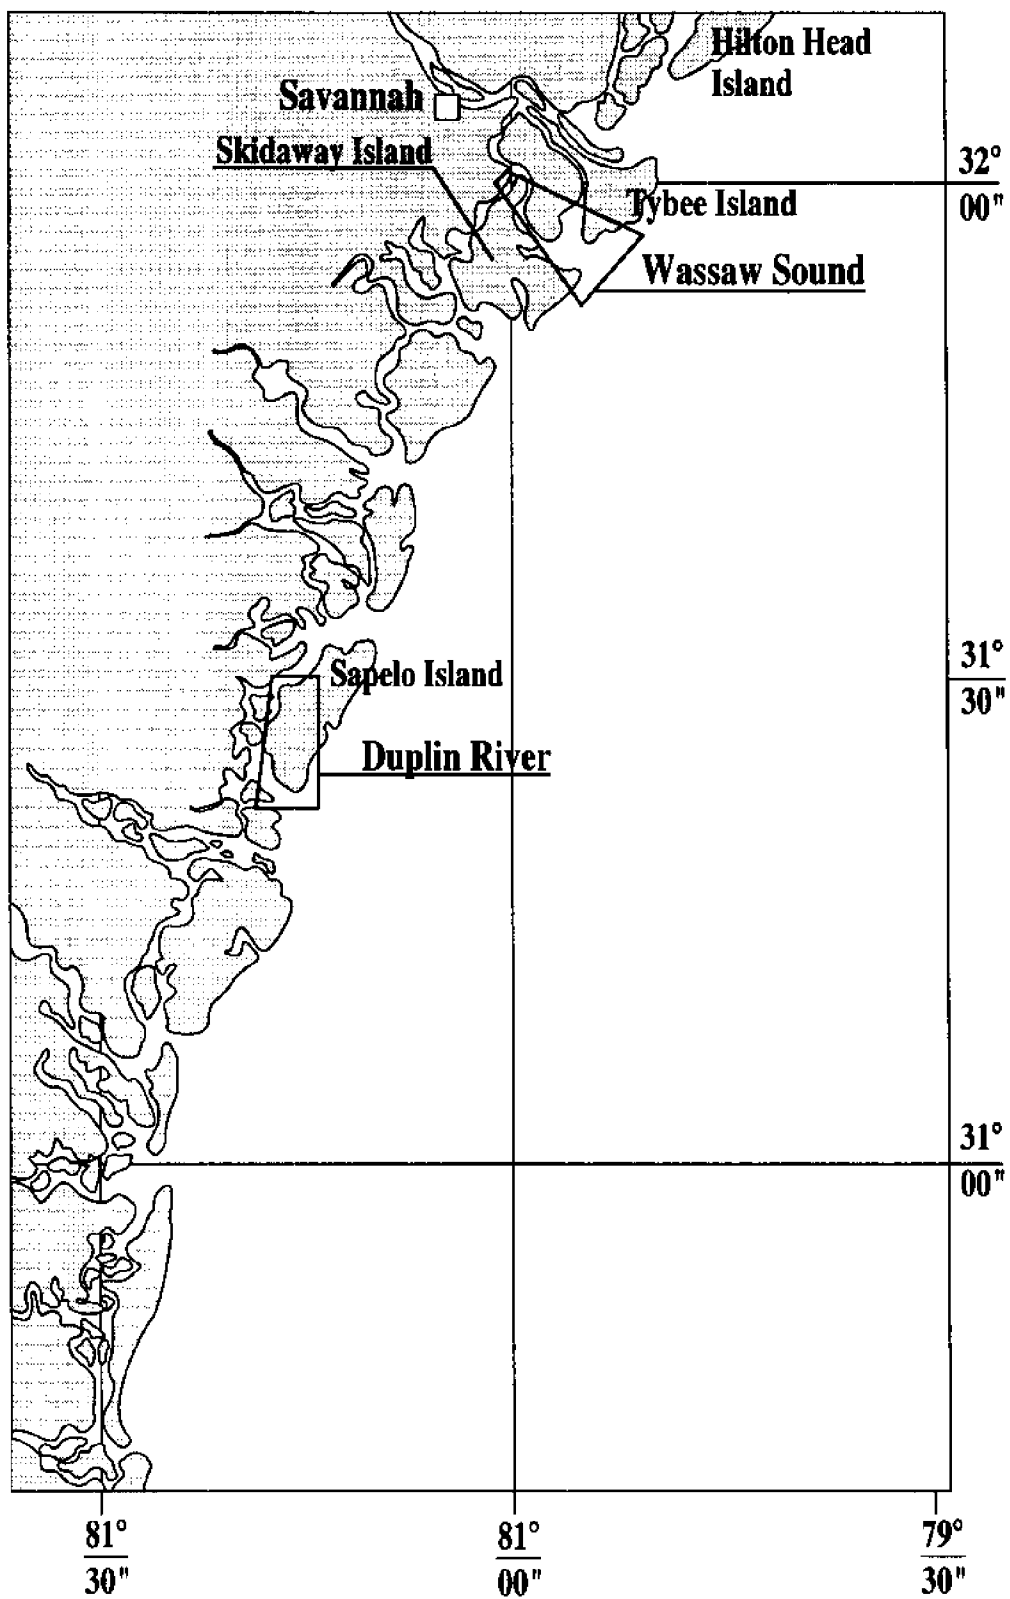 Hilton Head
Island
Savannah
Skidaway Island
32°
00"
Tybee Island
Wassaw Sound
31°
30"
Sapelo Island
Duplin River
31°
00"
81°
30"
81°
00"
79°
30"